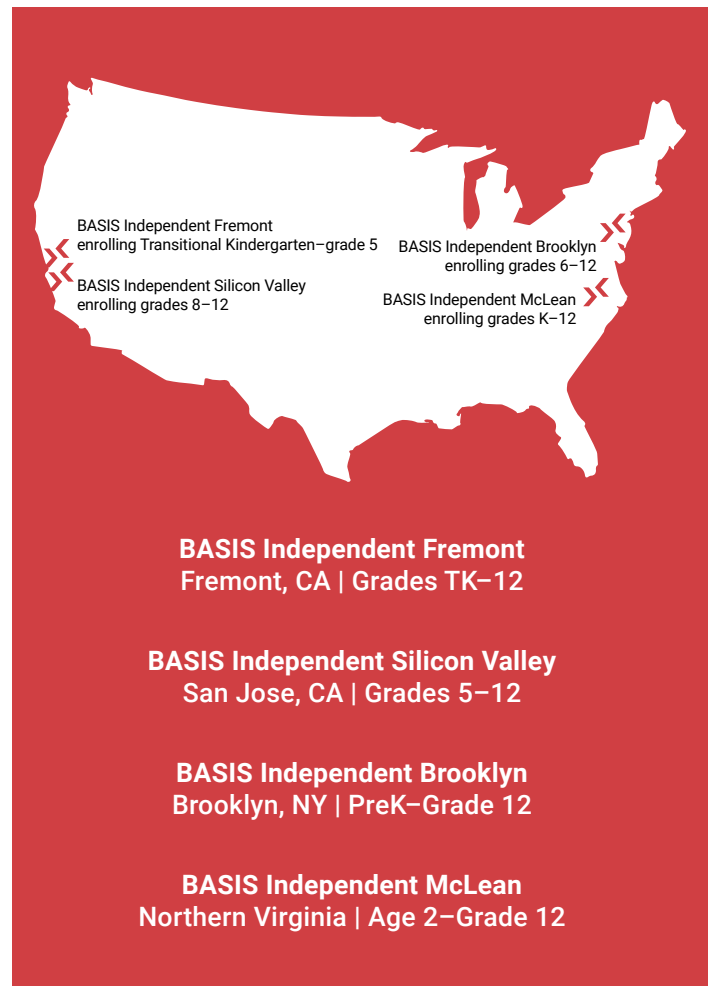 BASIS Independent Fremont
enrolling Transitional Kindergarten–grade 5
BASIS Independent Silicon Valley
enrolling grades 8–12
BASIS Independent Brooklyn
enrolling grades 6–12
BASIS Independent McLean
enrolling grades K–12
BASIS Independent Fremont
Fremont, CA | Grades TK–12
BASIS Independent Silicon Valley
San Jose, CA | Grades 5–12
BASIS Independent Brooklyn
Brooklyn, NY | PreK–Grade 12
BASIS Independent McLean
Northern Virginia | Age 2–Grade 12